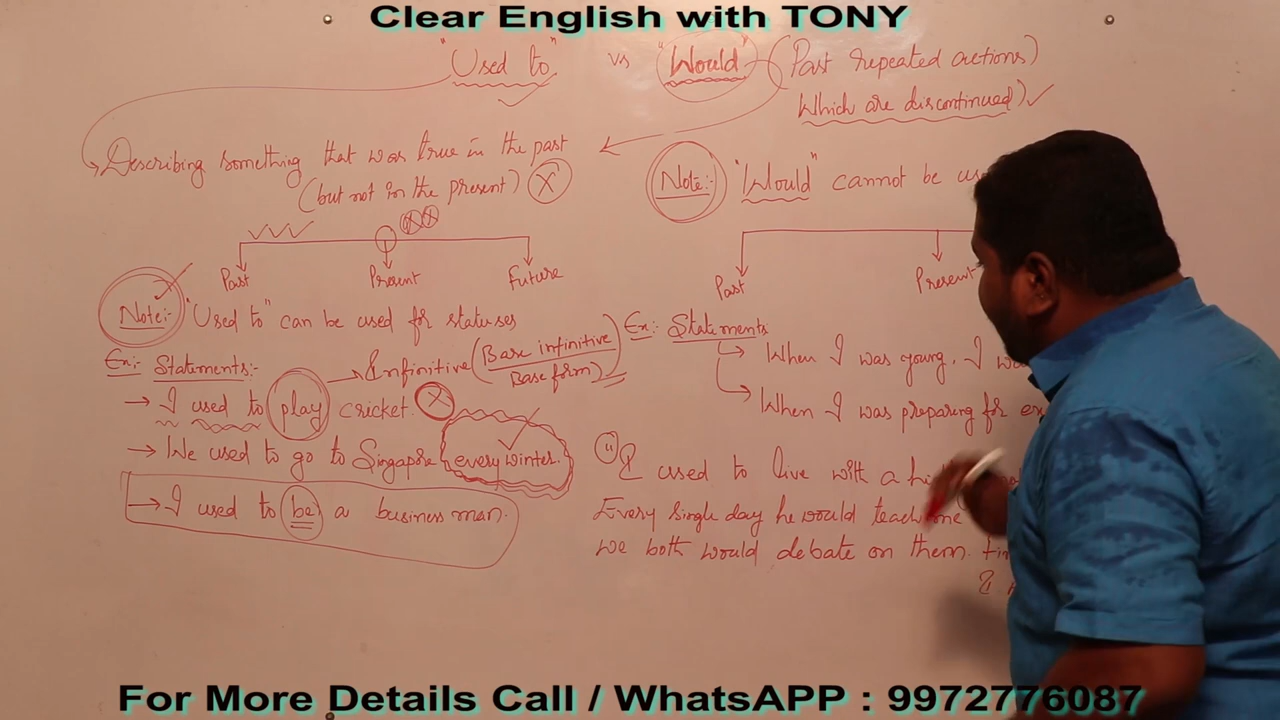 Clear English with TONY
"Used to" vs "Would" (Past repeated actions)
Which are discontinued)
Describing something that was true in the past
(but not in the present) X
Note:- "Would" cannot be
Past Present Future
Past Present
Note:- "Used to" can be used for statuses
Ex:- Statements:-
Infinitive (Base infinitive/Base form)
→ I used to play cricket. X
→ We used to go to Singapore every winter.
→ I used to be a business man.
Ex:- Statements
When I was young, I
When I was preparing for
(ii) I used to live with a
Every single day he would teach me
we both would debate on them.
For More Details Call / WhatsAPP : 9972776087